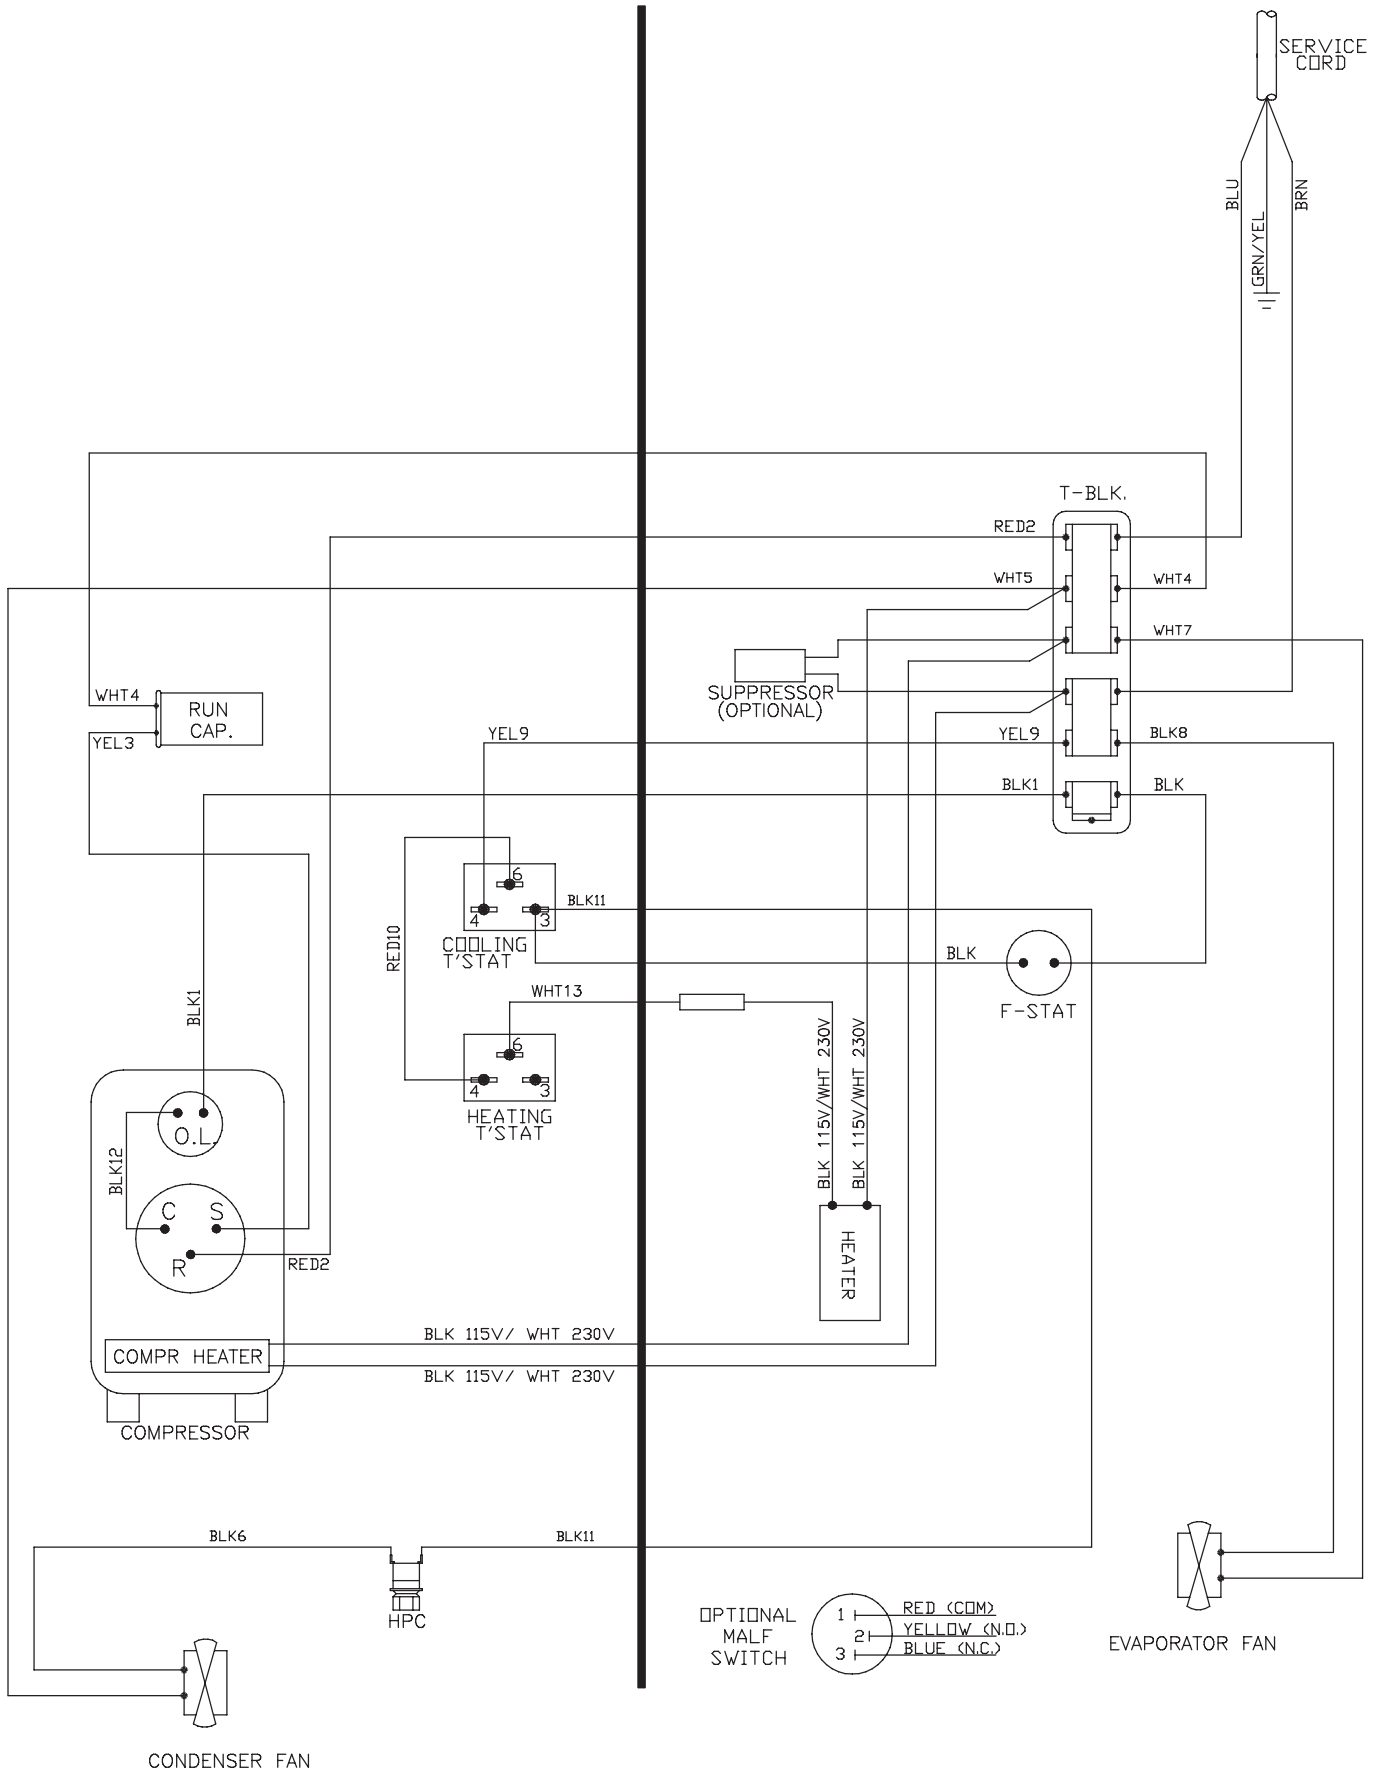 SERVICE
CORD
BLU
GRN/YEL
BRN
T-BLK.
RED2
WHT5
WHT4
WHT7
SUPPRESSOR
(OPTIONAL)
WHT4
RUN
CAP.
YEL3
YEL9
YEL9
BLK8
BLK1
BLK
6
4
3
BLK11
COOLING
T'STAT
RED10
BLK
F-STAT
WHT13
BLK1
6
4
3
HEATING
T'STAT
BLK 115V/WHT 230V
BLK 115V/WHT 230V
O.L.
BLK12
C
S
R
RED2
HEATER
BLK 115V/ WHT 230V
COMPR HEATER
BLK 115V/ WHT 230V
COMPRESSOR
BLK6
BLK11
HPC
OPTIONAL
MALF
SWITCH
1
2
3
RED (COM)
YELLOW (N.O.)
BLUE (N.C.)
EVAPORATOR FAN
CONDENSER FAN